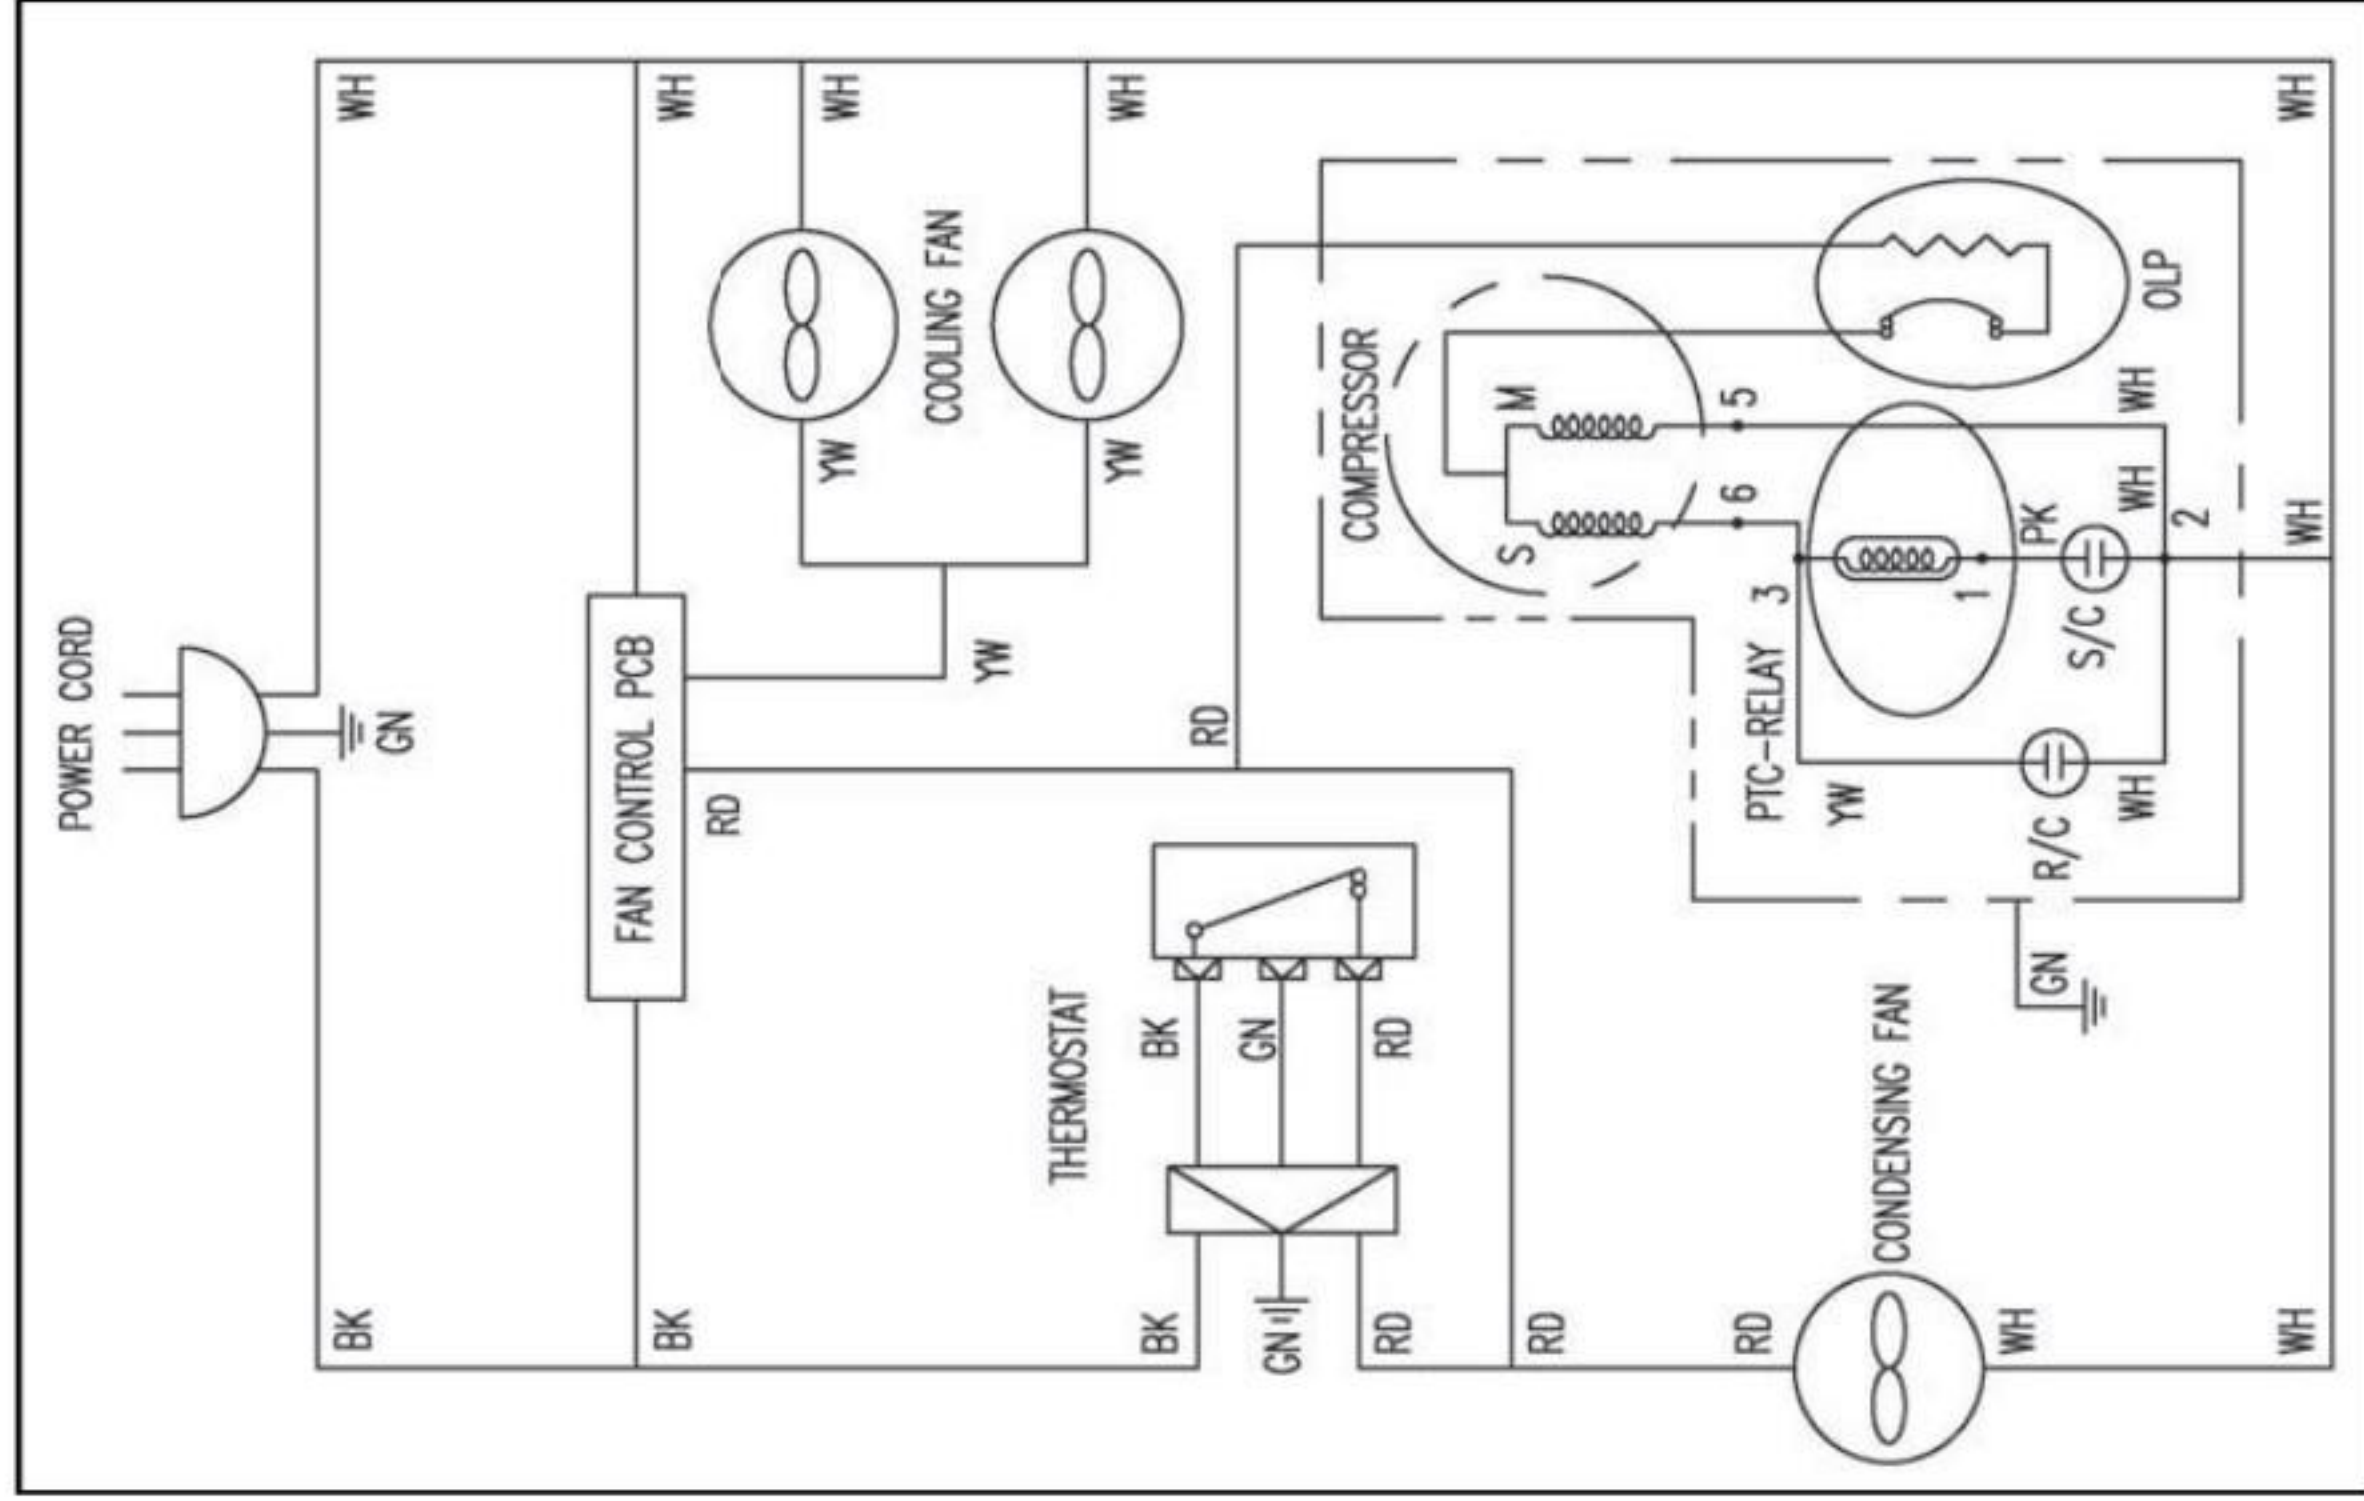 POWER CORD
BK
WH
GN
FAN CONTROL PCB
BK
WH
RD
YW
WH
COOLING FAN
YW
THERMOSTAT
YW
WH
BK
BK
RD
GN
GN
COMPRESSOR
RD
RD
S
M
RD
6
5
RD
PTC-RELAY
3
YW
CONDENSING FAN
1
WH
PK
GN
R/C
S/C
WH
WH
WH
OLP
2
WH
WH
WH